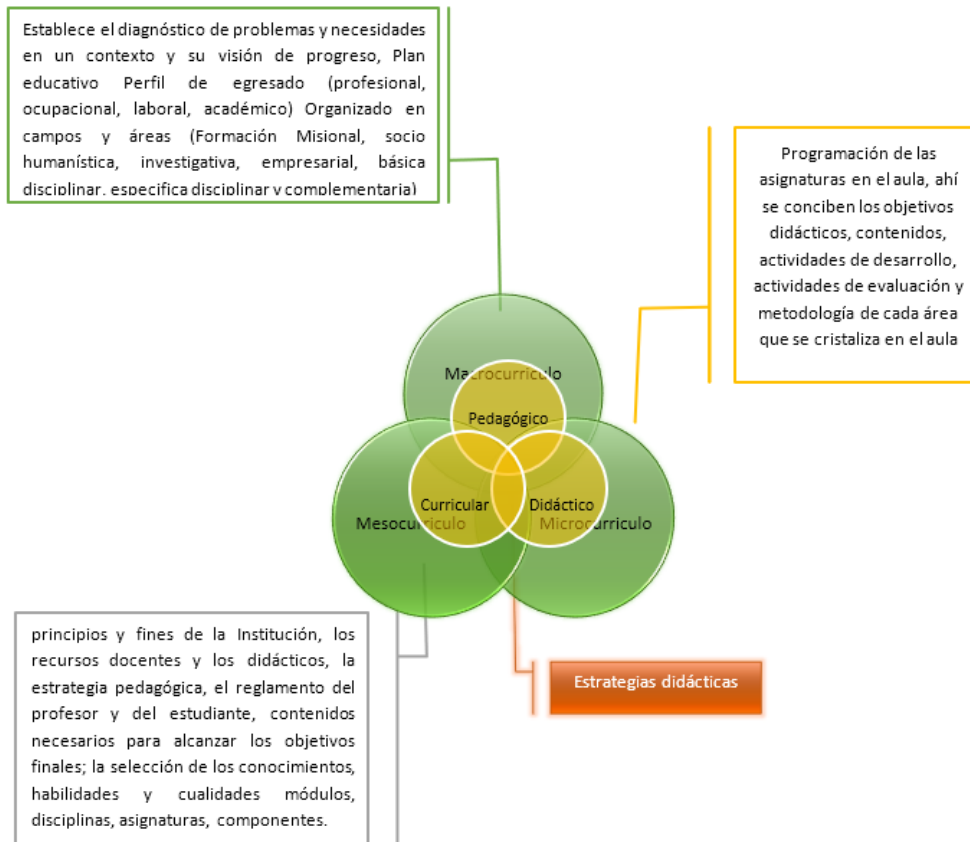 Establece el diagnóstico de problemas y necesidades
en un contexto y su visión de progreso, Plan
educativo Perfil de egresado (profesional,
ocupacional, laboral, académico) Organizado en
campos y áreas (Formación Misional, socio
humanística, investigativa, empresarial, básica
disciplinar, especifica disciplinar y complementaria)
Programación de las
asignaturas en el aula, ahí
se conciben los objetivos
didácticos, contenidos,
actividades de desarrollo,
actividades de evaluación y
metodología de cada área
que se cristaliza en el aula
Macrocurriculo
Pedagógico
Curricular
Didáctico
Mesocurriculo
Microcurriculo
principios y fines de la Institución, los
recursos docentes y los didácticos, la
estrategia pedagógica, el reglamento del
profesor y del estudiante, contenidos
necesarios para alcanzar los objetivos
finales; la selección de los conocimientos,
habilidades y cualidades módulos,
disciplinas, asignaturas, componentes.
Estrategias didácticas